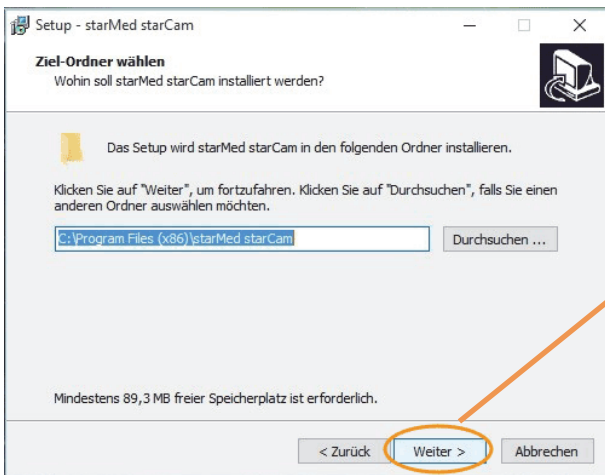 Setup - starMed starCam
Ziel-Ordner wählen
Wohin soll starMed starCam installiert werden?
Das Setup wird starMed starCam in den folgenden Ordner installieren.
Klicken Sie auf "Weiter", um fortzufahren. Klicken Sie auf "Durchsuchen", falls Sie einen
anderen Ordner auswählen möchten.
C:\Program Files (x86)\starMed starCam
Durchsuchen ...
Mindestens 89,3 MB freier Speicherplatz ist erforderlich.
< Zurück Weiter > Abbrechen